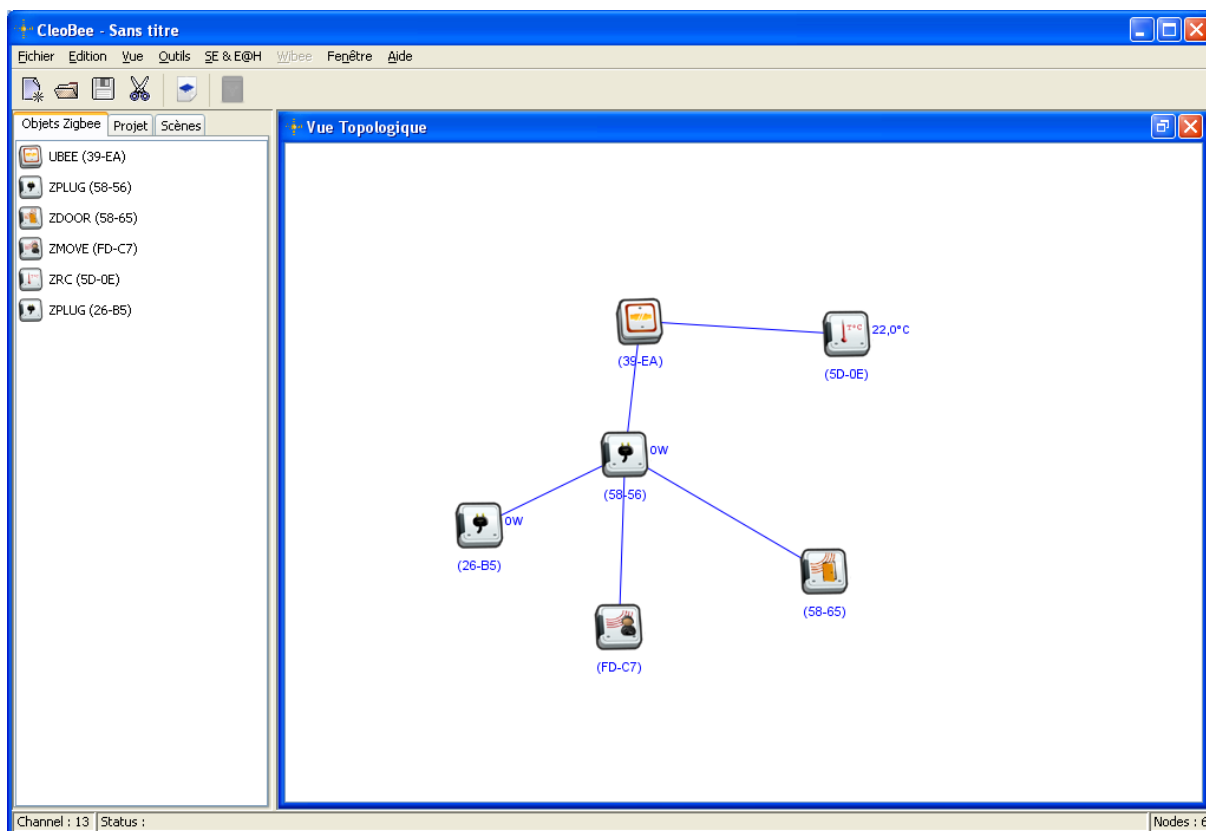 CleoBee - Sans titre
Fichier Edition Vue Outils SE & E@H Wibee Fenêtre Aide
Objets Zigbee Projet Scènes
UBEE (39-EA)
ZPLUG (58-56)
ZDOOR (58-65)
ZMOVE (FD-C7)
ZRC (5D-0E)
ZPLUG (26-B5)
Vue Topologique
(39-EA)
T°C
22,0°C
(5D-0E)
0W
(58-56)
0W
(26-B5)
(58-65)
(FD-C7)
Channel : 13 Status : Nodes : 6